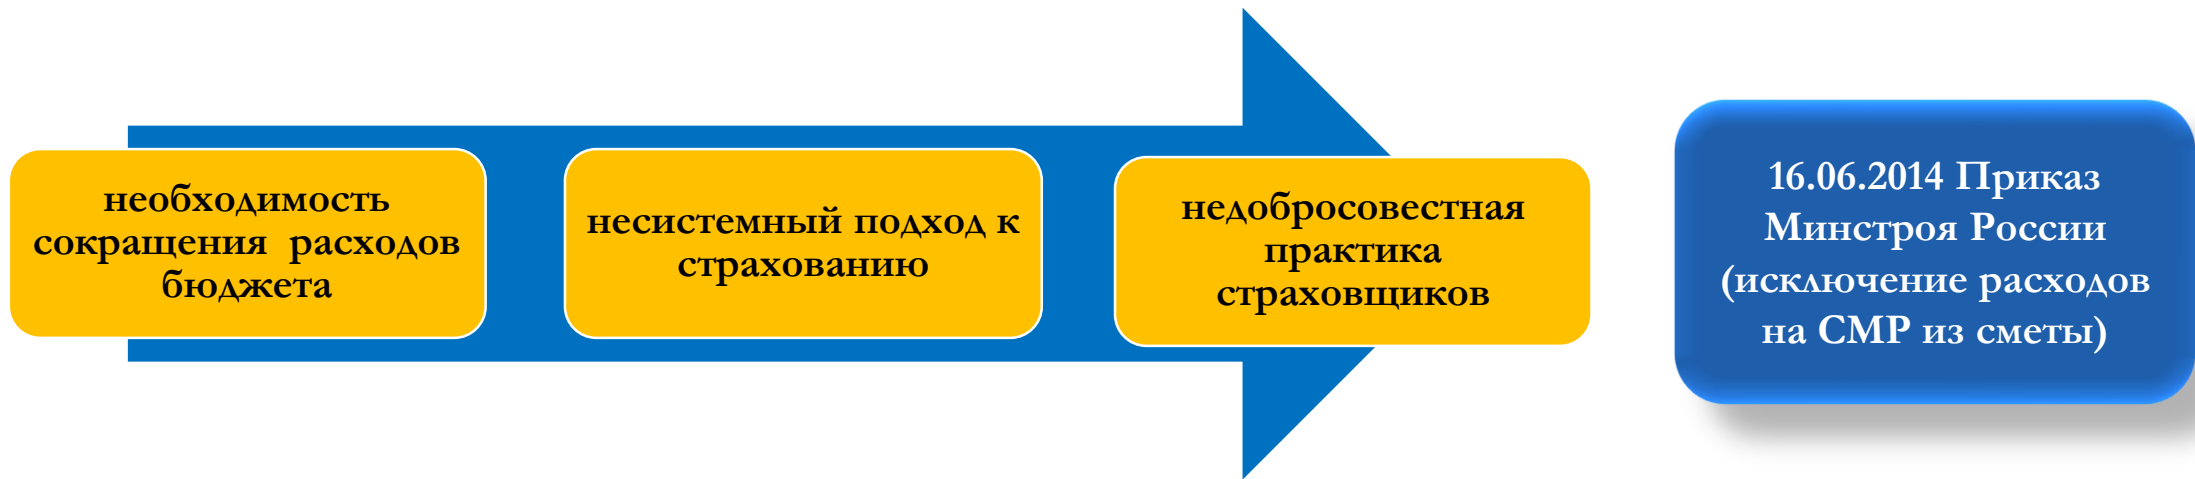 необходимость
сокращения расходов
бюджета
несистемный подход к
страхованию
недобросовестная
практика
страховщиков
16.06.2014 Приказ
Минстроя России
(исключение расходов
на СМР из сметы)